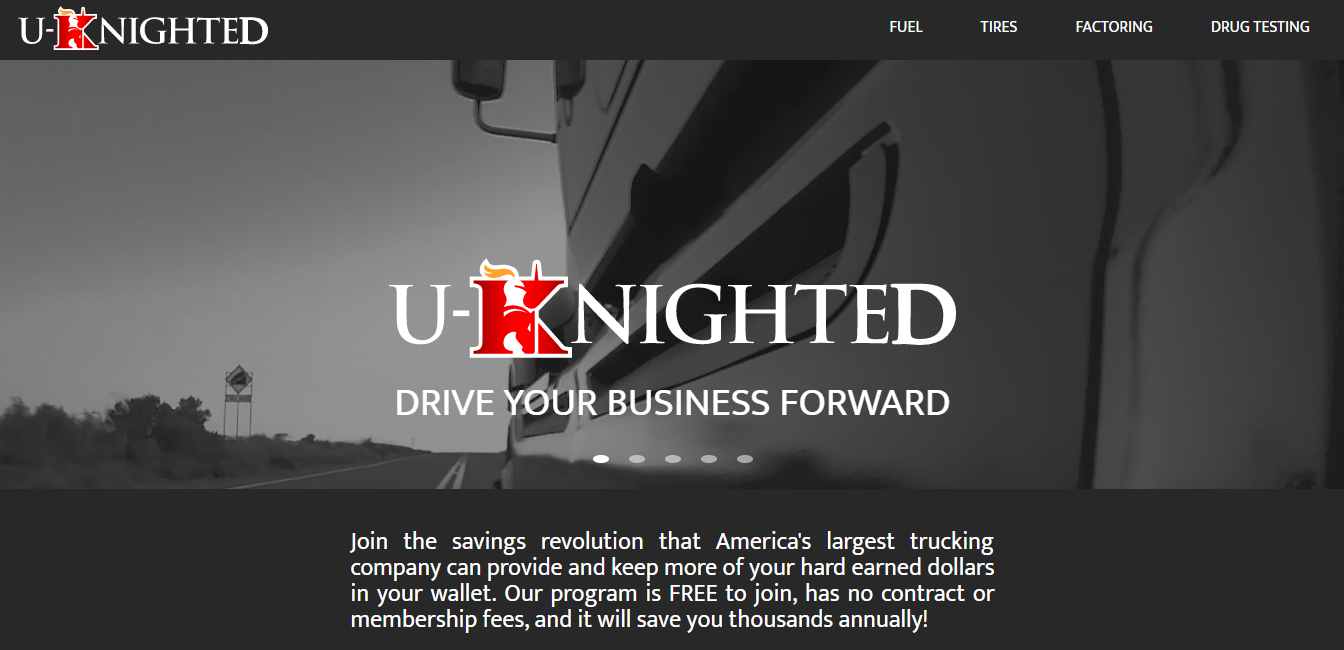 U-KNIGHTED
FUEL
TIRES
FACTORING
DRUG TESTING
U-KNIGHTED
DRIVE YOUR BUSINESS FORWARD
Join the savings revolution that America's largest trucking
company can provide and keep more of your hard earned dollars
in your wallet. Our program is FREE to join, has no contract or
membership fees, and it will save you thousands annually!